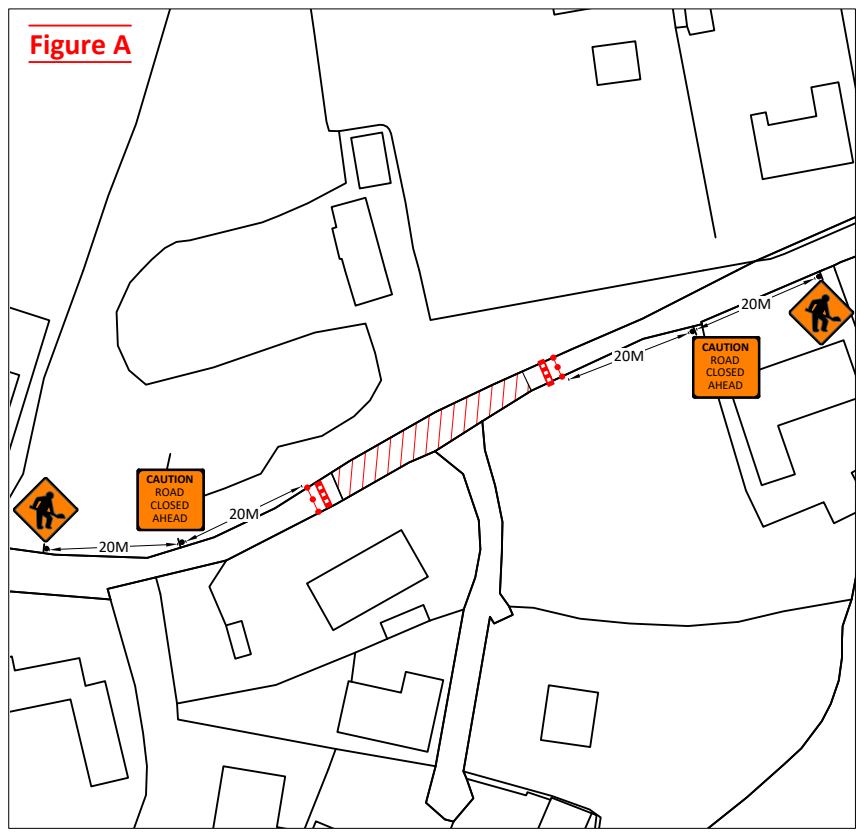 Figure A
20M
CAUTION
ROAD
CLOSED
AHEAD
20M
CAUTION
ROAD
CLOSED
AHEAD
20M
20M